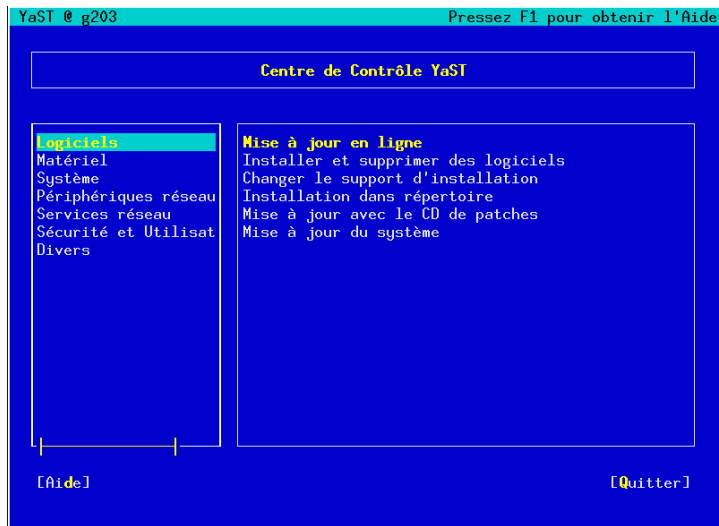 YaST @ g203 Pressez F1 pour obtenir l'Aide
Centre de Contrôle YaST
Logiciels
Matériel
Système
Périphériques réseau
Services réseau
Sécurité et Utilisat
Divers
Mise à jour en ligne
Installer et supprimer des logiciels
Changer le support d'installation
Installation dans répertoire
Mise à jour avec le CD de patches
Mise à jour du système
[Aide] [Quitter]